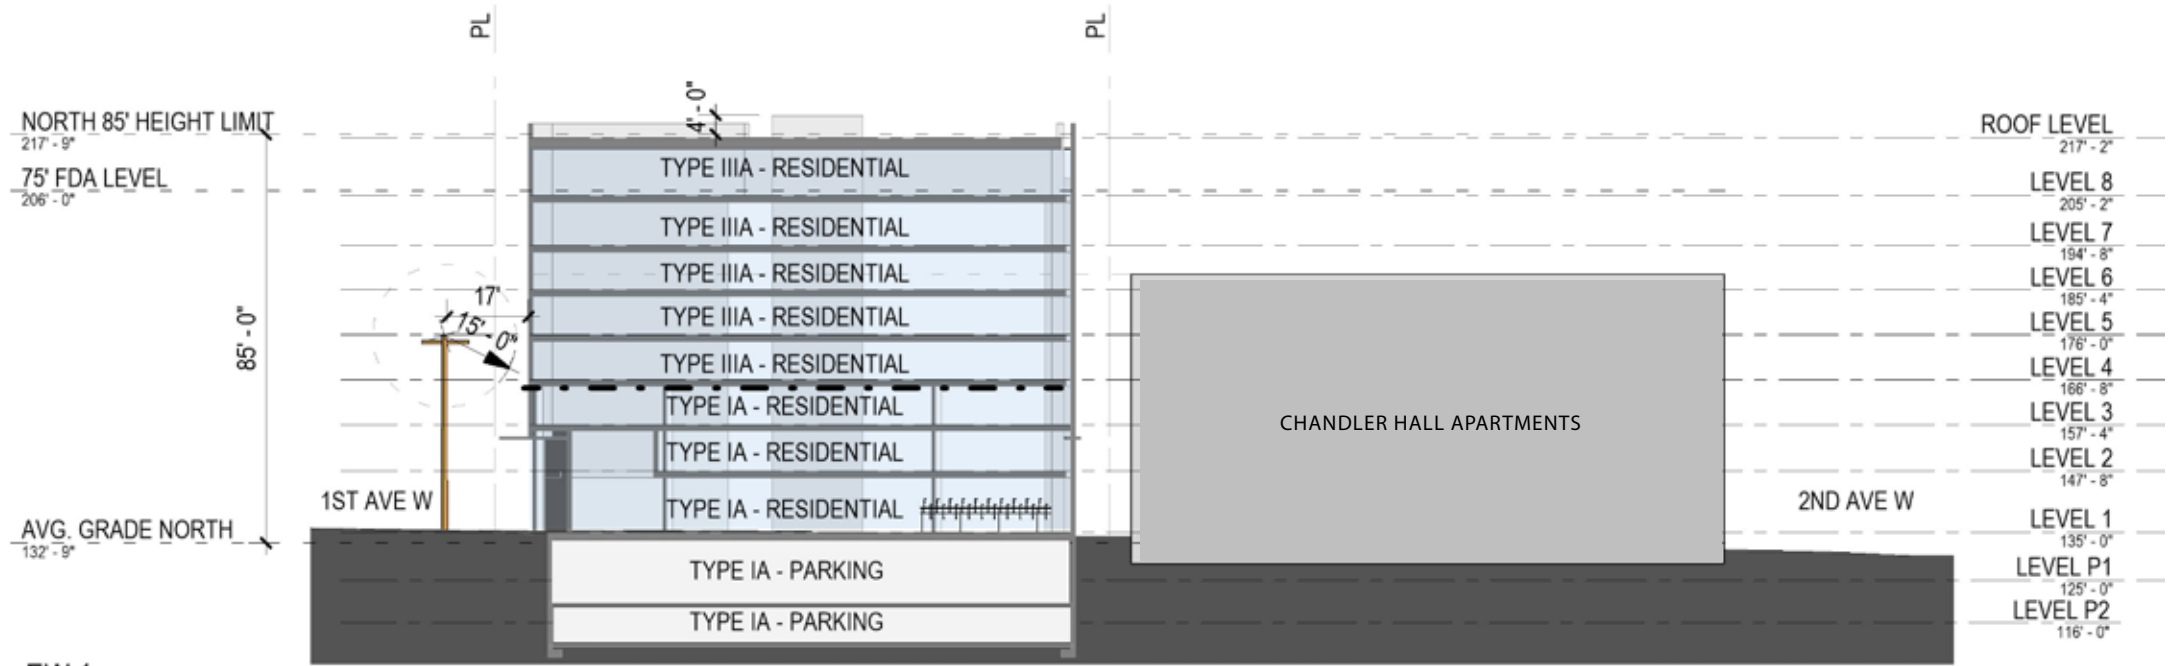 PL
PL
4' - 0"
NORTH 85' HEIGHT LIMIT
217' - 9"
75' FDA LEVEL
206' - 0"
85' - 0"
17'
15' - 0"
1ST AVE W
AVG. GRADE NORTH
132' - 9"
TYPE IIIA - RESIDENTIAL
TYPE IIIA - RESIDENTIAL
TYPE IIIA - RESIDENTIAL
TYPE IIIA - RESIDENTIAL
TYPE IIIA - RESIDENTIAL
TYPE IA - RESIDENTIAL
TYPE IA - RESIDENTIAL
TYPE IA - RESIDENTIAL
TYPE IA - PARKING
TYPE IA - PARKING
CHANDLER HALL APARTMENTS
2ND AVE W
ROOF LEVEL
217' - 2"
LEVEL 8
205' - 2"
LEVEL 7
194' - 8"
LEVEL 6
185' - 4"
LEVEL 5
176' - 0"
LEVEL 4
166' - 8"
LEVEL 3
157' - 4"
LEVEL 2
147' - 8"
LEVEL 1
135' - 0"
LEVEL P1
125' - 0"
LEVEL P2
116' - 0"